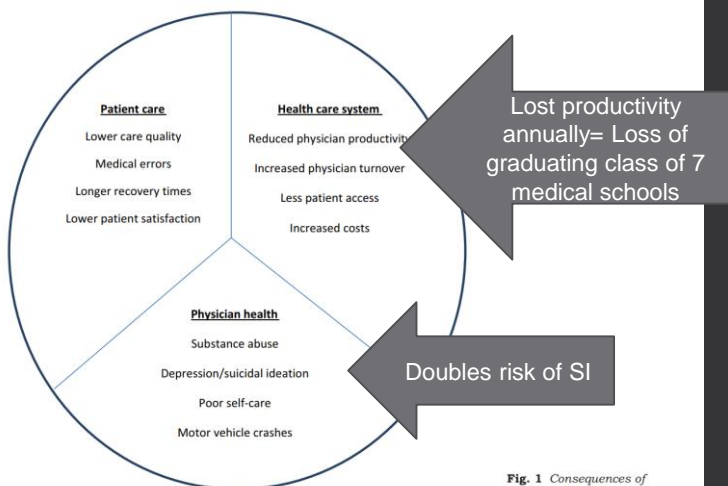 Patient care
Lower care quality
Medical errors
Longer recovery times
Lower patient satisfaction
Health care system
Reduced physician productivity
Increased physician turnover
Less patient access
Increased costs
Lost productivity
annually= Loss of
graduating class of 7
medical schools
Physician health
Substance abuse
Depression/suicidal ideation
Poor self-care
Motor vehicle crashes
Doubles risk of SI
Fig. 1 Consequences of